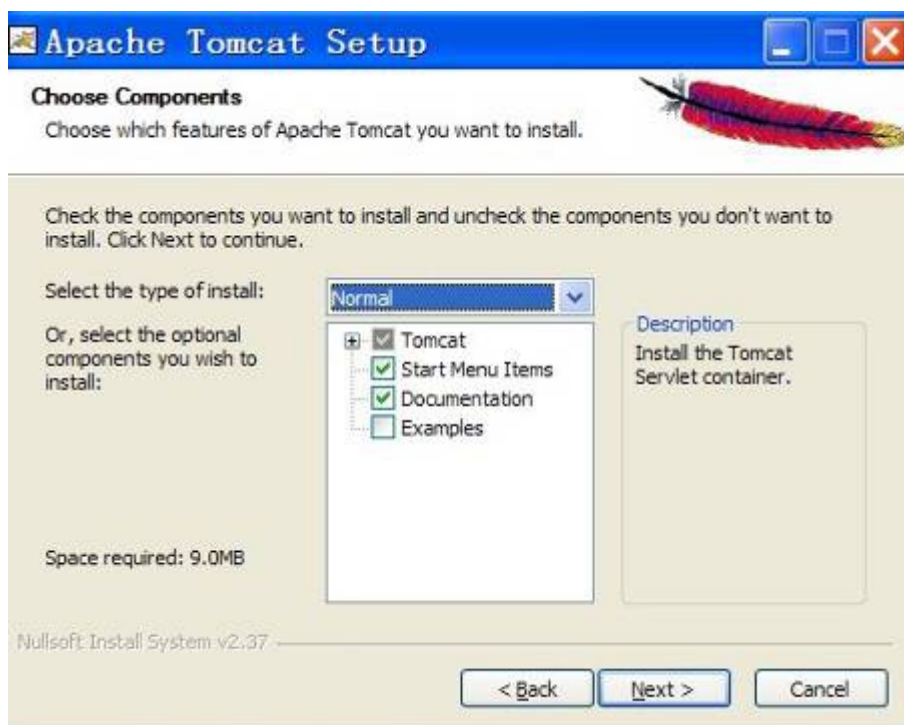 Apache Tomcat Setup
Choose Components
Choose which features of Apache Tomcat you want to install.
Check the components you want to install and uncheck the components you don't want to
install. Click Next to continue.
Select the type of install:
Normal
Or, select the optional
components you wish to
install:
Tomcat
Start Menu Items
Documentation
Examples
Description
Install the Tomcat
Servlet container.
Space required: 9.0MB
Nullsoft Install System v2.37
< Back
Next >
Cancel